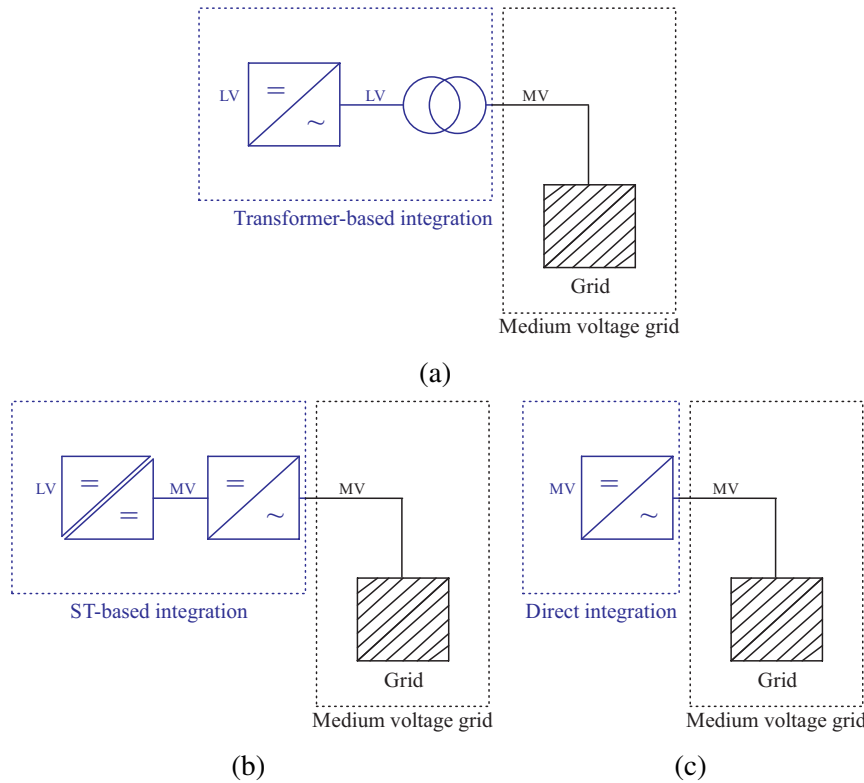 LV = ~ LV MV
Transformer-based integration
Grid
Medium voltage grid
(a)
LV = = MV = ~ MV
ST-based integration
Grid
Medium voltage grid
(b)
MV = ~ MV
Direct integration
Grid
Medium voltage grid
(c)